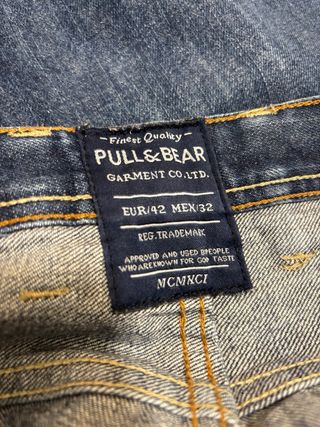 Finest Quality
PULL&BEAR
GARMENT CO.LTD.
EUR/42 MEX/32
REG.TRADEMARK
APPROVED AND USED BY PEOPLE
WHO ARE KNOWN FOR GOOD TASTE
MCMXCI